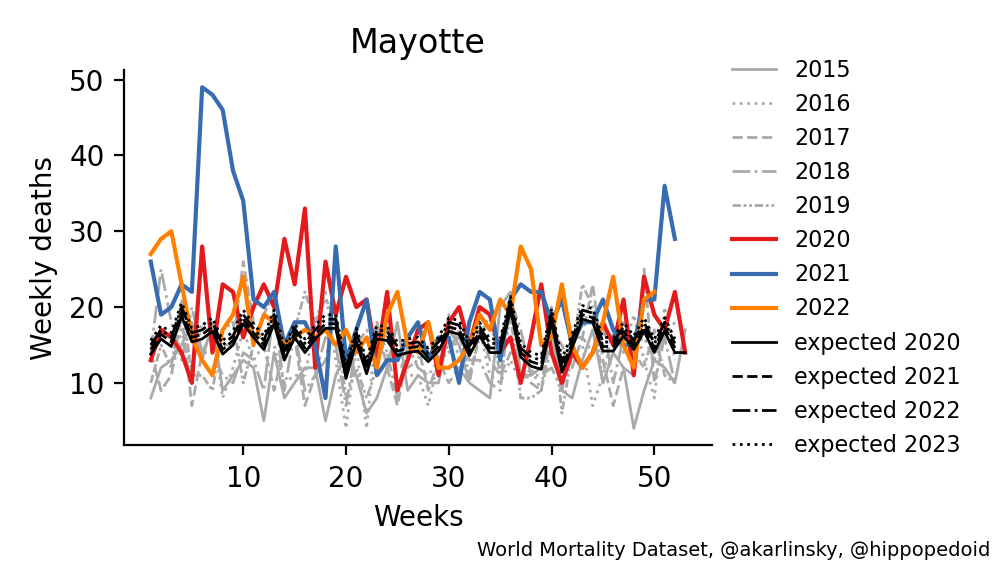 Mayotte
Weekly deaths
50
40
30
20
10
10
20
30
40
50
Weeks
2015
2016
2017
2018
2019
2020
2021
2022
expected 2020
expected 2021
expected 2022
expected 2023
World Mortality Dataset, @akarlinsky, @hippopedoid